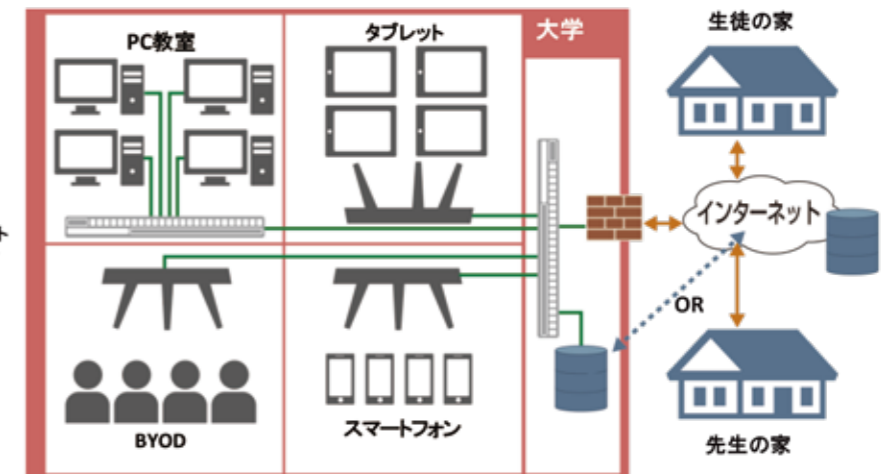 PC教室
タブレット
大学
生徒の家
インターネット
ト
OR
BYOD
スマートフォン
先生の家